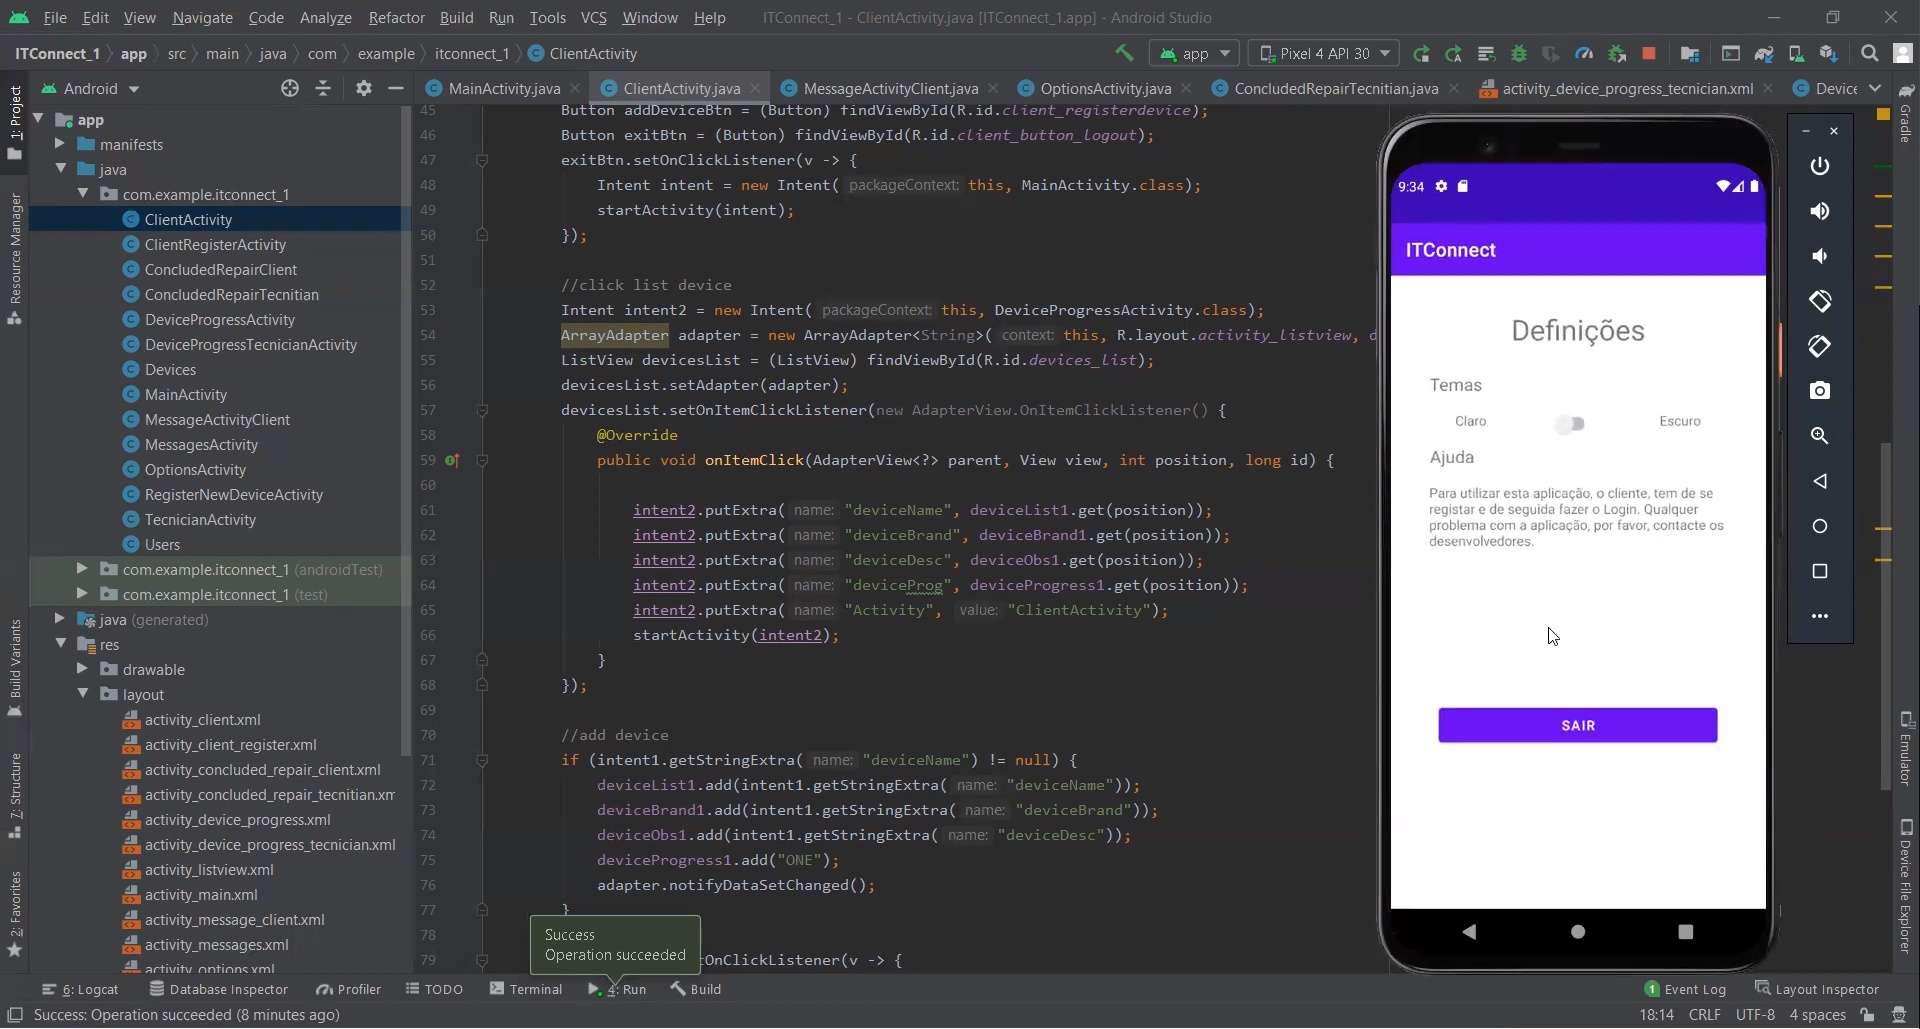 File Edit View Navigate Code Analyze Refactor Build Run Tools VCS Window Help ITConnect_1 - ClientActivity.java [ITConnect_1.app] - Android Studio
ITConnect_1 app src main java com example itconnect_1 ClientActivity app Pixel 4 API 30
Android
MainActivity.java ClientActivity.java MessageActivityClient.java OptionsActivity.java ConcludedRepairTecnitian.java activity_device_progress_tecnician.xml Device
1: Project
Resource Manager
Build Variants
7: Structure
2: Favorites
app
manifests
java
com.example.itconnect_1
ClientActivity
ClientRegisterActivity
ConcludedRepairClient
ConcludedRepairTecnitian
DeviceProgressActivity
DeviceProgressTecnicianActivity
Devices
MainActivity
MessageActivityClient
MessagesActivity
OptionsActivity
RegisterNewDeviceActivity
TecnicianActivity
Users
com.example.itconnect_1 (androidTest)
com.example.itconnect_1 (test)
java (generated)
res
drawable
layout
activity_client.xml
activity_client_register.xml
activity_concluded_repair_client.xml
activity_concluded_repair_tecnitian.xm
activity_device_progress.xml
activity_device_progress_tecnician.xml
activity_listview.xml
activity_main.xml
activity_message_client.xml
activity_messages.xml
activity_options.xml
45 Button addDeviceBtn = (Button) findViewById(R.id.client_registerdevice);
46 Button exitBtn = (Button) findViewById(R.id.client_button_logout);
47 exitBtn.setOnClickListener(v -> {
48 Intent intent = new Intent( packageContext: this, MainActivity.class);
49 startActivity(intent);
50 });
51
52 //click list device
53 Intent intent2 = new Intent( packageContext: this, DeviceProgressActivity.class);
54 ArrayAdapter adapter = new ArrayAdapter<String>( context: this, R.layout.activity_listview, d
55 ListView devicesList = (ListView) findViewById(R.id.devices_list);
56 devicesList.setAdapter(adapter);
57 devicesList.setOnItemClickListener(new AdapterView.OnItemClickListener() {
58 @Override
59 public void onItemClick(AdapterView<?> parent, View view, int position, long id) {
60
61 intent2.putExtra( name: "deviceName", deviceList1.get(position));
62 intent2.putExtra( name: "deviceBrand", deviceBrand1.get(position));
63 intent2.putExtra( name: "deviceDesc", deviceObs1.get(position));
64 intent2.putExtra( name: "deviceProg", deviceProgress1.get(position));
65 intent2.putExtra( name: "Activity", value: "ClientActivity");
66 startActivity(intent2);
67 }
68 });
69
70 //add device
71 if (intent1.getStringExtra( name: "deviceName") != null) {
72 deviceList1.add(intent1.getStringExtra( name: "deviceName"));
73 deviceBrand1.add(intent1.getStringExtra( name: "deviceBrand"));
74 deviceObs1.add(intent1.getStringExtra( name: "deviceDesc"));
75 deviceProgress1.add("ONE");
76 adapter.notifyDataSetChanged();
77 }
78
79 OnClickListener(v -> {
Success
Operation succeeded
9:34
ITConnect
Definições
Temas
Claro Escuro
Ajuda
Para utilizar esta aplicação, o cliente, tem de se
registar e de seguida fazer o Login. Qualquer
problema com a aplicação, por favor, contacte os
desenvolvedores.
SAIR
Gradle
Emulator
Device File Explorer
6: Logcat Database Inspector Profiler TODO Terminal 4: Run Build 1 Event Log Layout Inspector
Success: Operation succeeded (8 minutes ago) 18:14 CRLF UTF-8 4 spaces